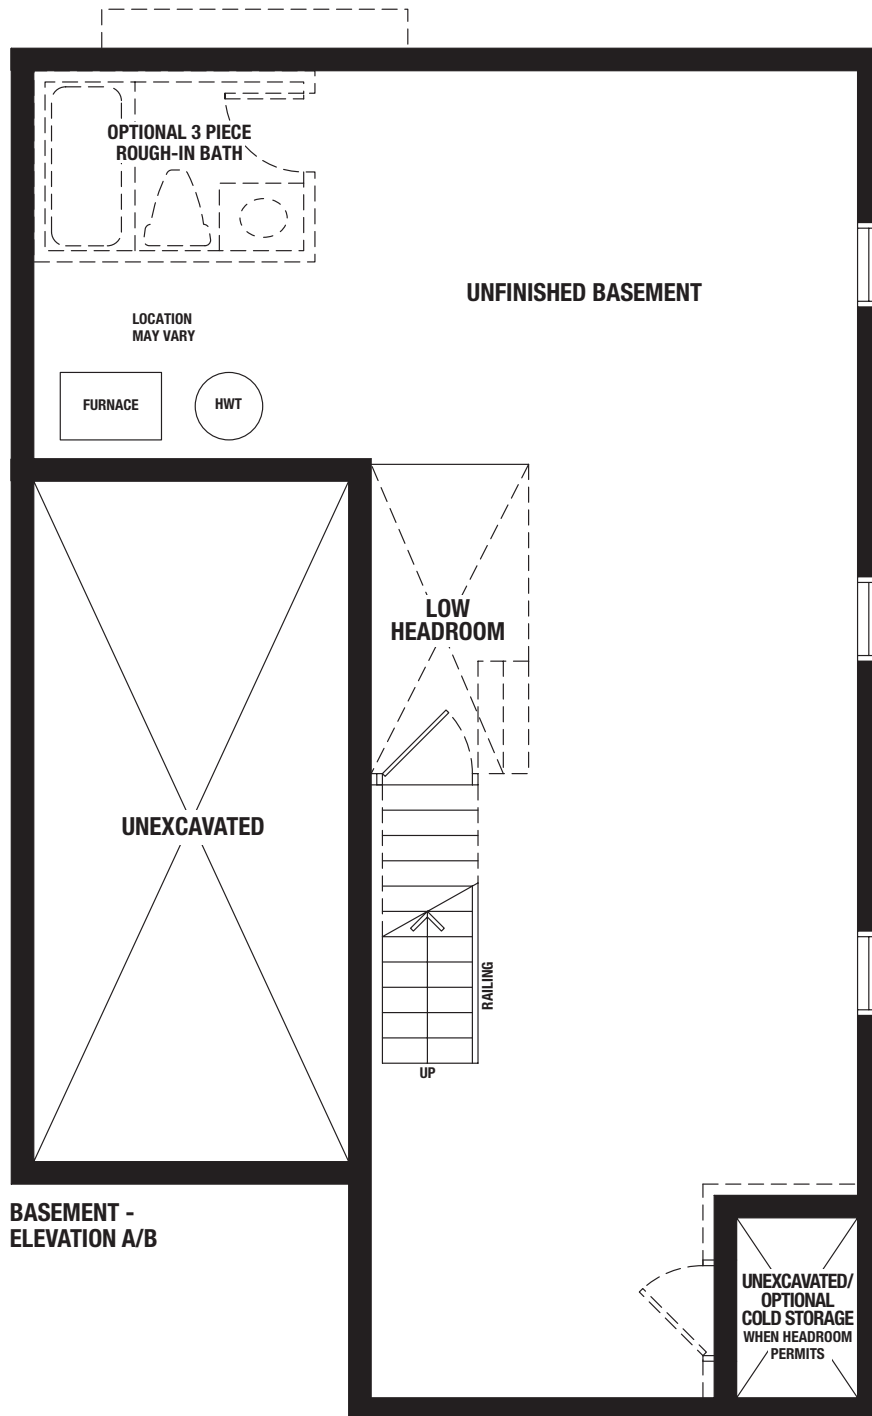 OPTIONAL 3 PIECE
ROUGH-IN BATH
UNFINISHED BASEMENT
LOCATION
MAY VARY
FURNACE
HWT
LOW
HEADROOM
UNEXCAVATED
RAILING
UP
BASEMENT -
ELEVATION A/B
UNEXCAVATED/
OPTIONAL
COLD STORAGE
WHEN HEADROOM
PERMITS